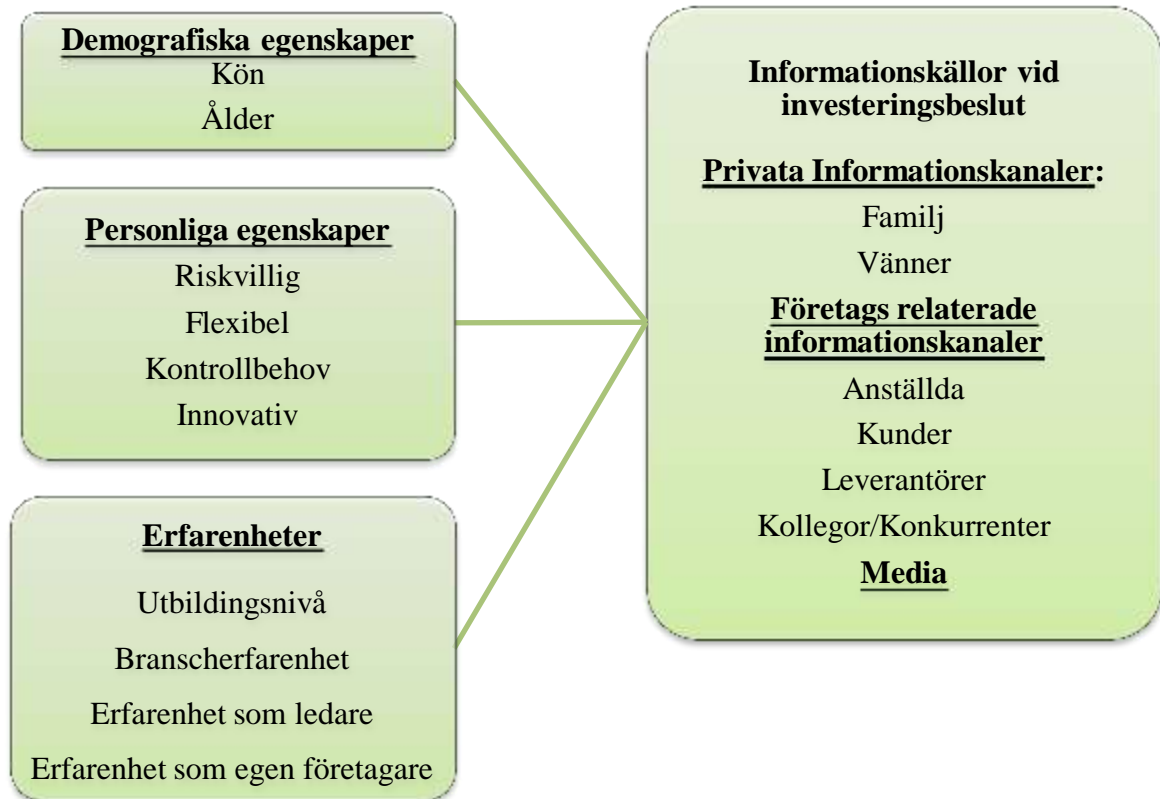 Demografiska egenskaper
Kön
Ålder
Personliga egenskaper
Riskvillig
Flexibel
Kontrollbehov
Innovativ
Erfarenheter
Utbildingsnivå
Branscherfarenhet
Erfarenhet som ledare
Erfarenhet som egen företagare
Informationskällor vid
investeringsbeslut
Privata Informationskanaler:
Familj
Vänner
Företags relaterade
informationskanaler
Anställda
Kunder
Leverantörer
Kollegor/Konkurrenter
Media